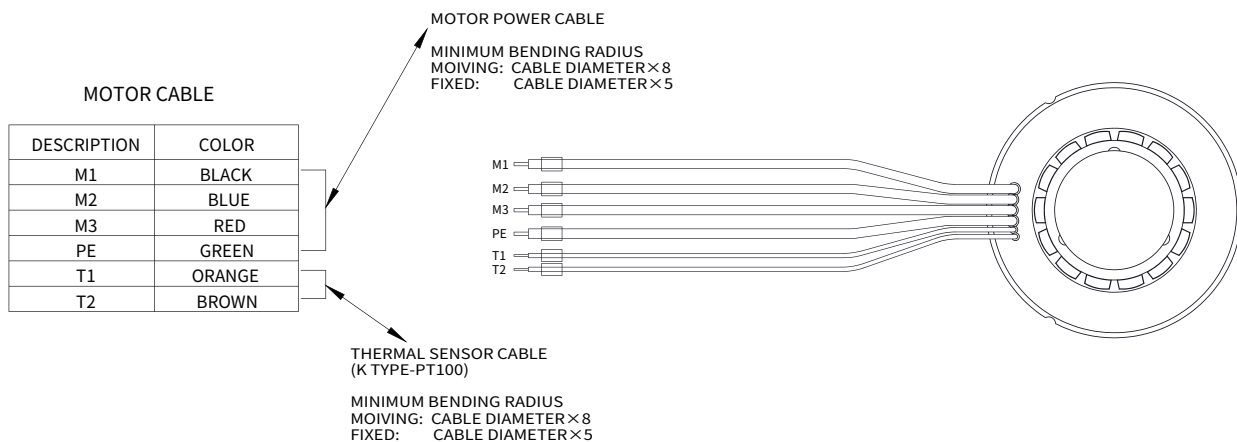 MOTOR POWER CABLE
MINIMUM BENDING RADIUS
MOIVING: CABLE DIAMETER×8
FIXED: CABLE DIAMETER×5
MOTOR CABLE
DESCRIPTION COLOR
M1 BLACK
M2 BLUE
M3 RED
PE GREEN
T1 ORANGE
T2 BROWN
M1
M2
M3
PE
T1
T2
THERMAL SENSOR CABLE
(K TYPE-PT100)
MINIMUM BENDING RADIUS
MOIVING: CABLE DIAMETER×8
FIXED: CABLE DIAMETER×5